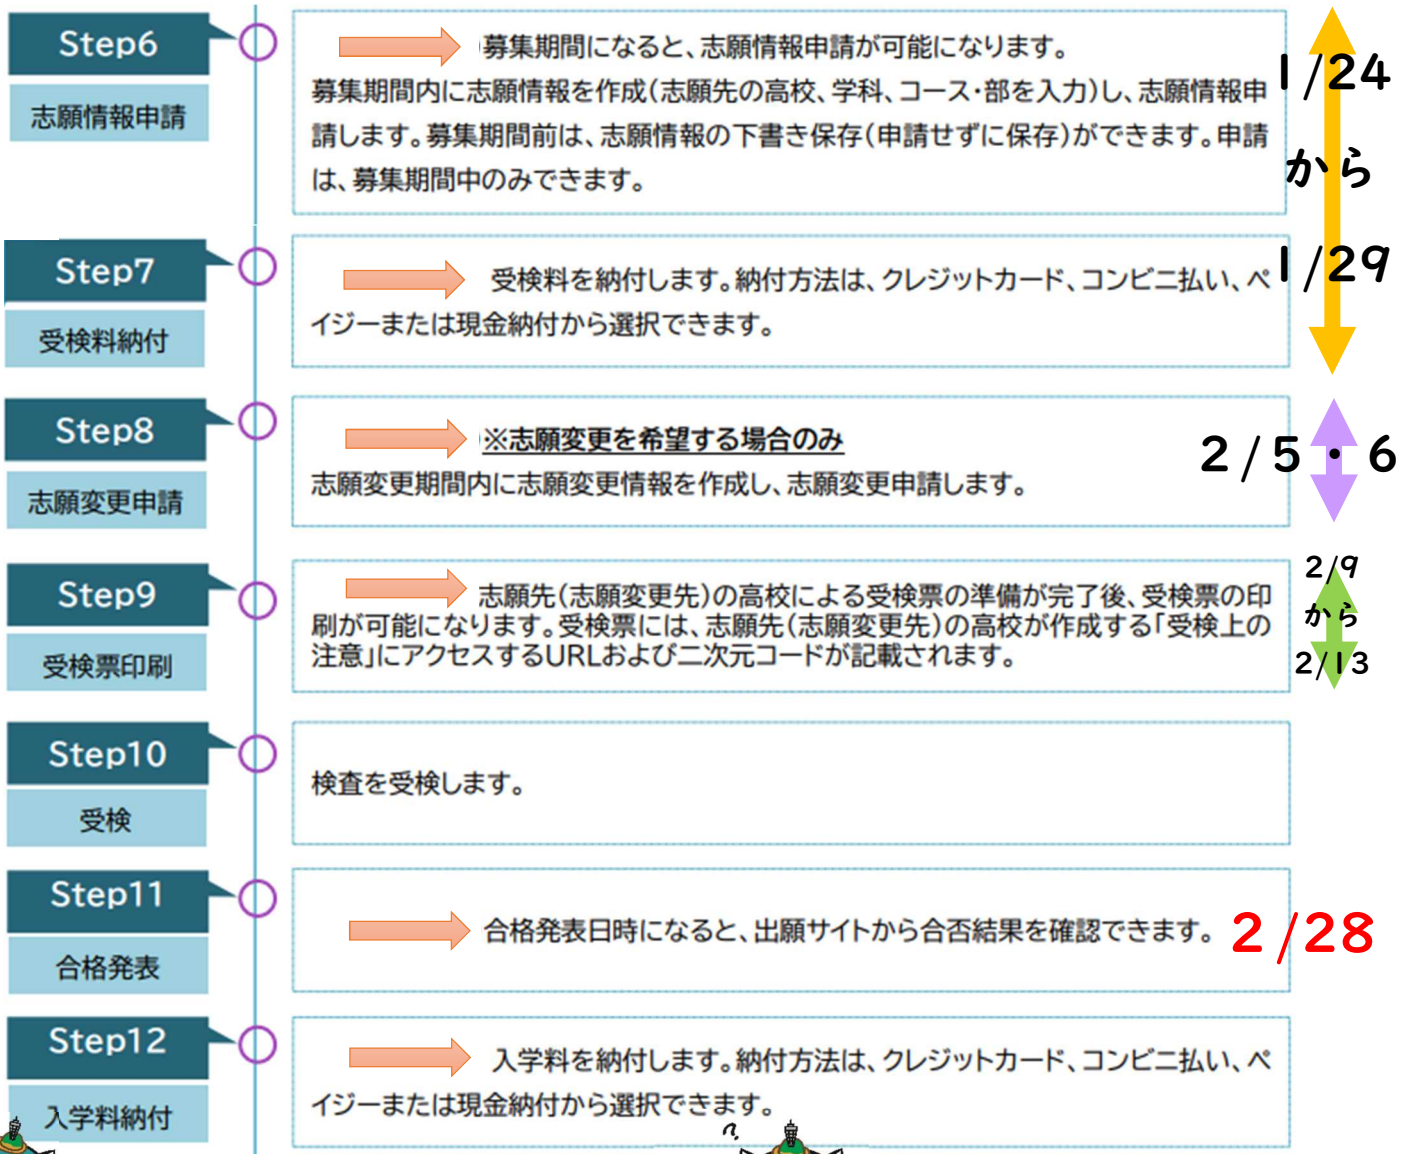 Step6
志願情報申請
募集期間になると、志願情報申請が可能になります。
募集期間内に志願情報を作成(志願先の高校、学科、コース・部を入力)し、志願情報申
請します。募集期間前は、志願情報の下書き保存(申請せずに保存)ができます。申請
は、募集期間中のみできます。
1/24
から
1/29
Step7
受検料納付
受検料を納付します。納付方法は、クレジットカード、コンビニ払い、ペ
イジーまたは現金納付から選択できます。
Step8
志願変更申請
※志願変更を希望する場合のみ
志願変更期間内に志願変更情報を作成し、志願変更申請します。
2/5・6
Step9
受検票印刷
志願先(志願変更先)の高校による受検票の準備が完了後、受検票の印
刷が可能になります。受検票には、志願先(志願変更先)の高校が作成する「受検上の
注意」にアクセスするURLおよび二次元コードが記載されます。
2/9
から
2/13
Step10
受検
検査を受検します。
Step11
合格発表
合格発表日時になると、出願サイトから合否結果を確認できます。
2/28
Step12
入学料納付
入学料を納付します。納付方法は、クレジットカード、コンビニ払い、ペ
イジーまたは現金納付から選択できます。